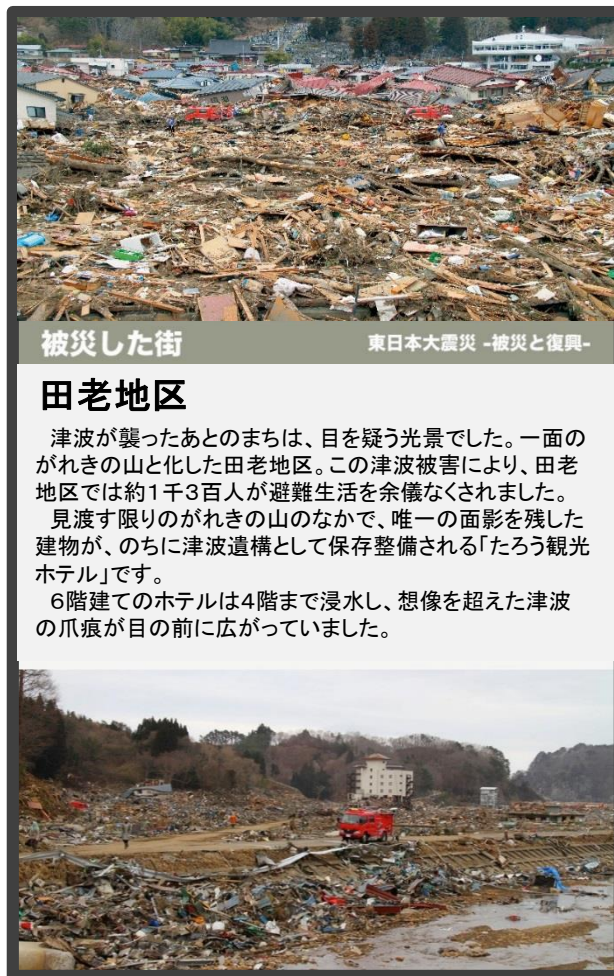 被災した街
東日本大震災 -被災と復興-
田老地区
　津波が襲ったあとのまちは、目を疑う光景でした。一面の
がれきの山と化した田老地区。この津波被害により、田老
地区では約1千3百人が避難生活を余儀なくされました。
　見渡す限りのがれきの山のなかで、唯一の面影を残した
建物が、のちに津波遺構として保存整備される「たろう観光
ホテル」です。
　6階建てのホテルは4階まで浸水し、想像を超えた津波
の爪痕が目の前に広がっていました。